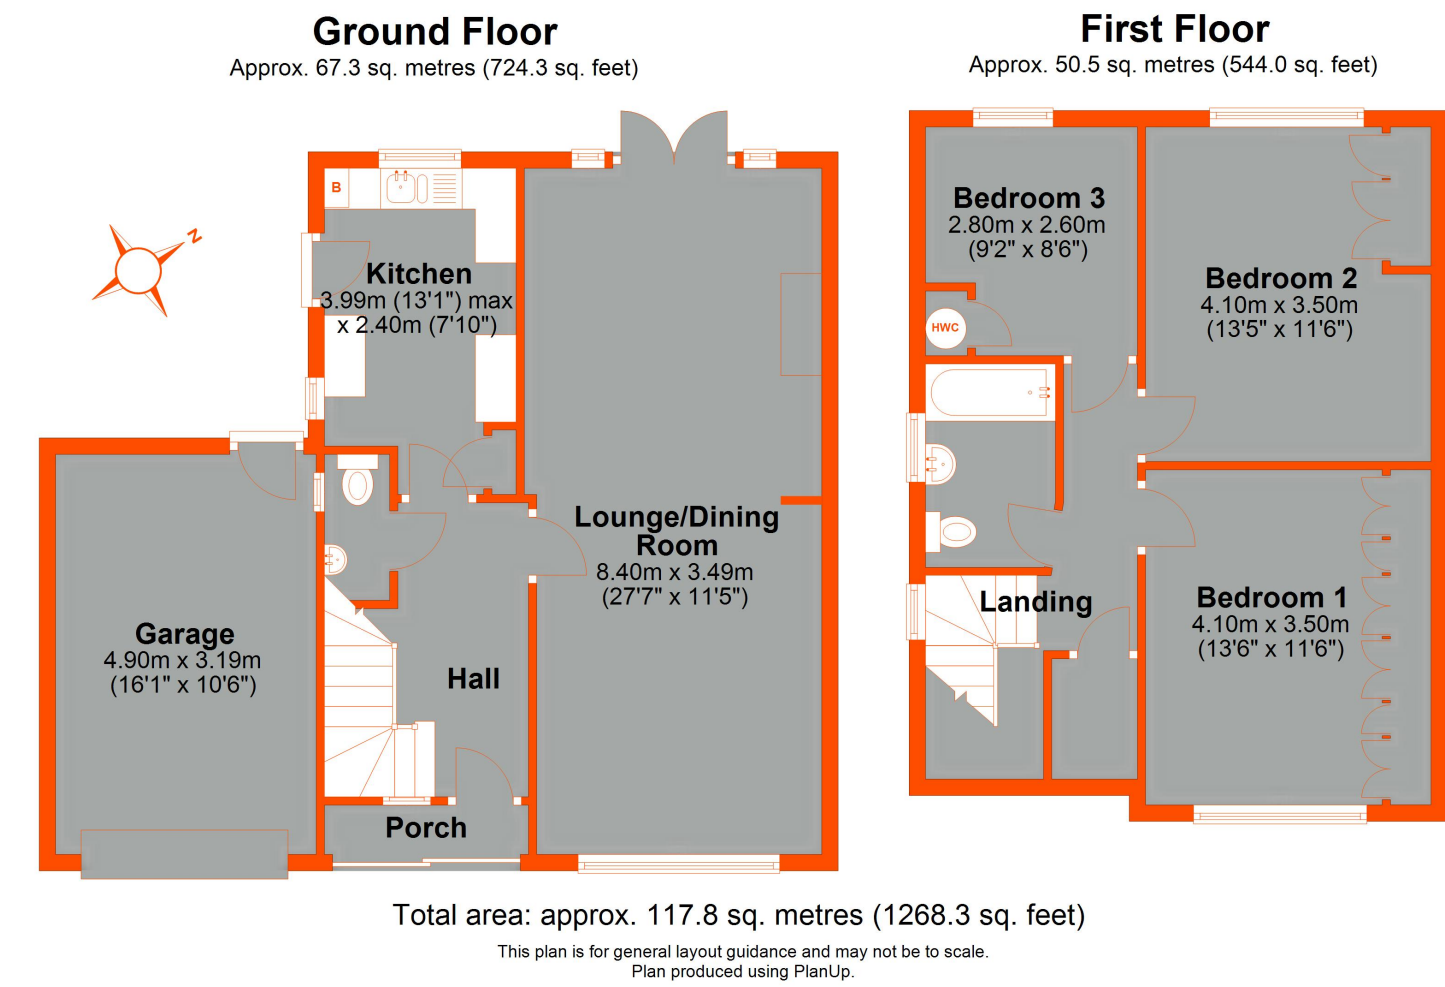 Ground Floor
Approx. 67.3 sq. metres (724.3 sq. feet)
First Floor
Approx. 50.5 sq. metres (544.0 sq. feet)
B
N
Kitchen
3.99m (13'1") max
x 2.40m (7'10")
Lounge/Dining
Room
8.40m x 3.49m
(27'7" x 11'5")
Garage
4.90m x 3.19m
(16'1" x 10'6")
Hall
Porch
Bedroom 3
2.80m x 2.60m
(9'2" x 8'6")
HWC
Bedroom 2
4.10m x 3.50m
(13'5" x 11'6")
Landing
Bedroom 1
4.10m x 3.50m
(13'6" x 11'6")
Total area: approx. 117.8 sq. metres (1268.3 sq. feet)
This plan is for general layout guidance and may not be to scale.
Plan produced using PlanUp.